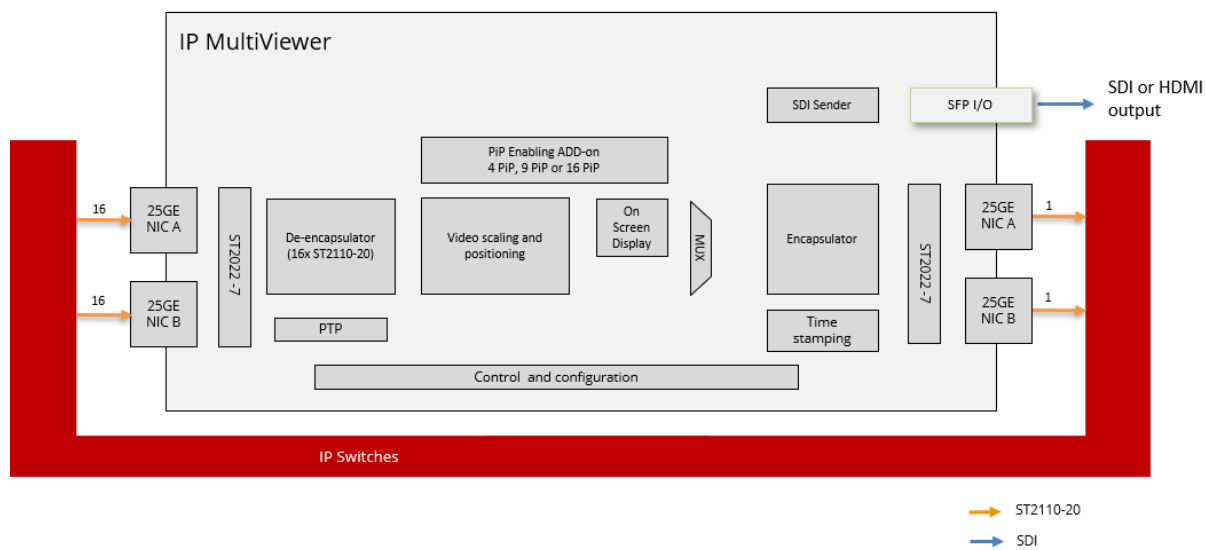 IP MultiViewer
SDI Sender
SFP I/O
SDI or HDMI
output
PiP Enabling ADD-on
4 PiP, 9 PiP or 16 PiP
16
25GE
NIC A
16
25GE
NIC B
ST2022 -7
De-encapsulator
(16x ST2110-20)
PTP
Video scaling and
positioning
On
Screen
Display
MUX
Encapsulator
Time
stamping
ST2022 -7
25GE
NIC A
1
25GE
NIC B
1
Control and configuration
IP Switches
ST2110-20
SDI